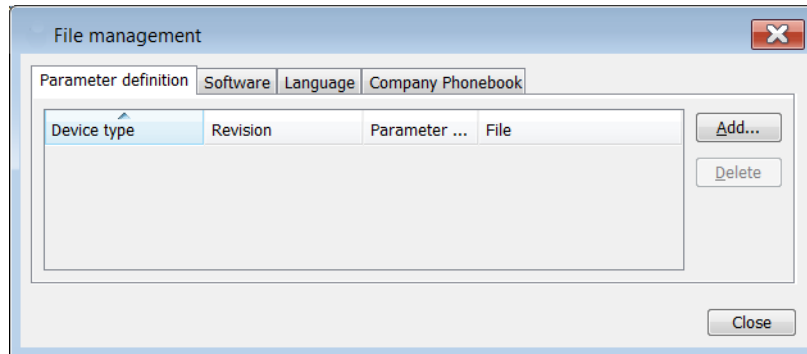 File management
Parameter definition Software Language Company Phonebook
Device type Revision Parameter ... File
Add...
Delete
Close